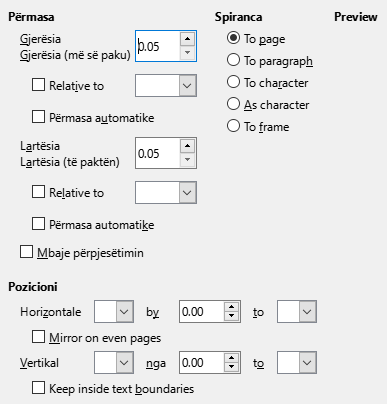 Përmasa Spiranca Preview
Gjerësia
Gjerësia (më së paku) 0.05 To page
To paragraph
Relative to To character
As character
Përmasa automatike To frame
Lartësia
Lartësia (të paktën) 0.05
Relative to
Përmasa automatike
Mbaje përpjesëtimin
Pozicioni
Horizontale by 0.00 to
Mirror on even pages
Vertikal nga 0.00 to
Keep inside text boundaries